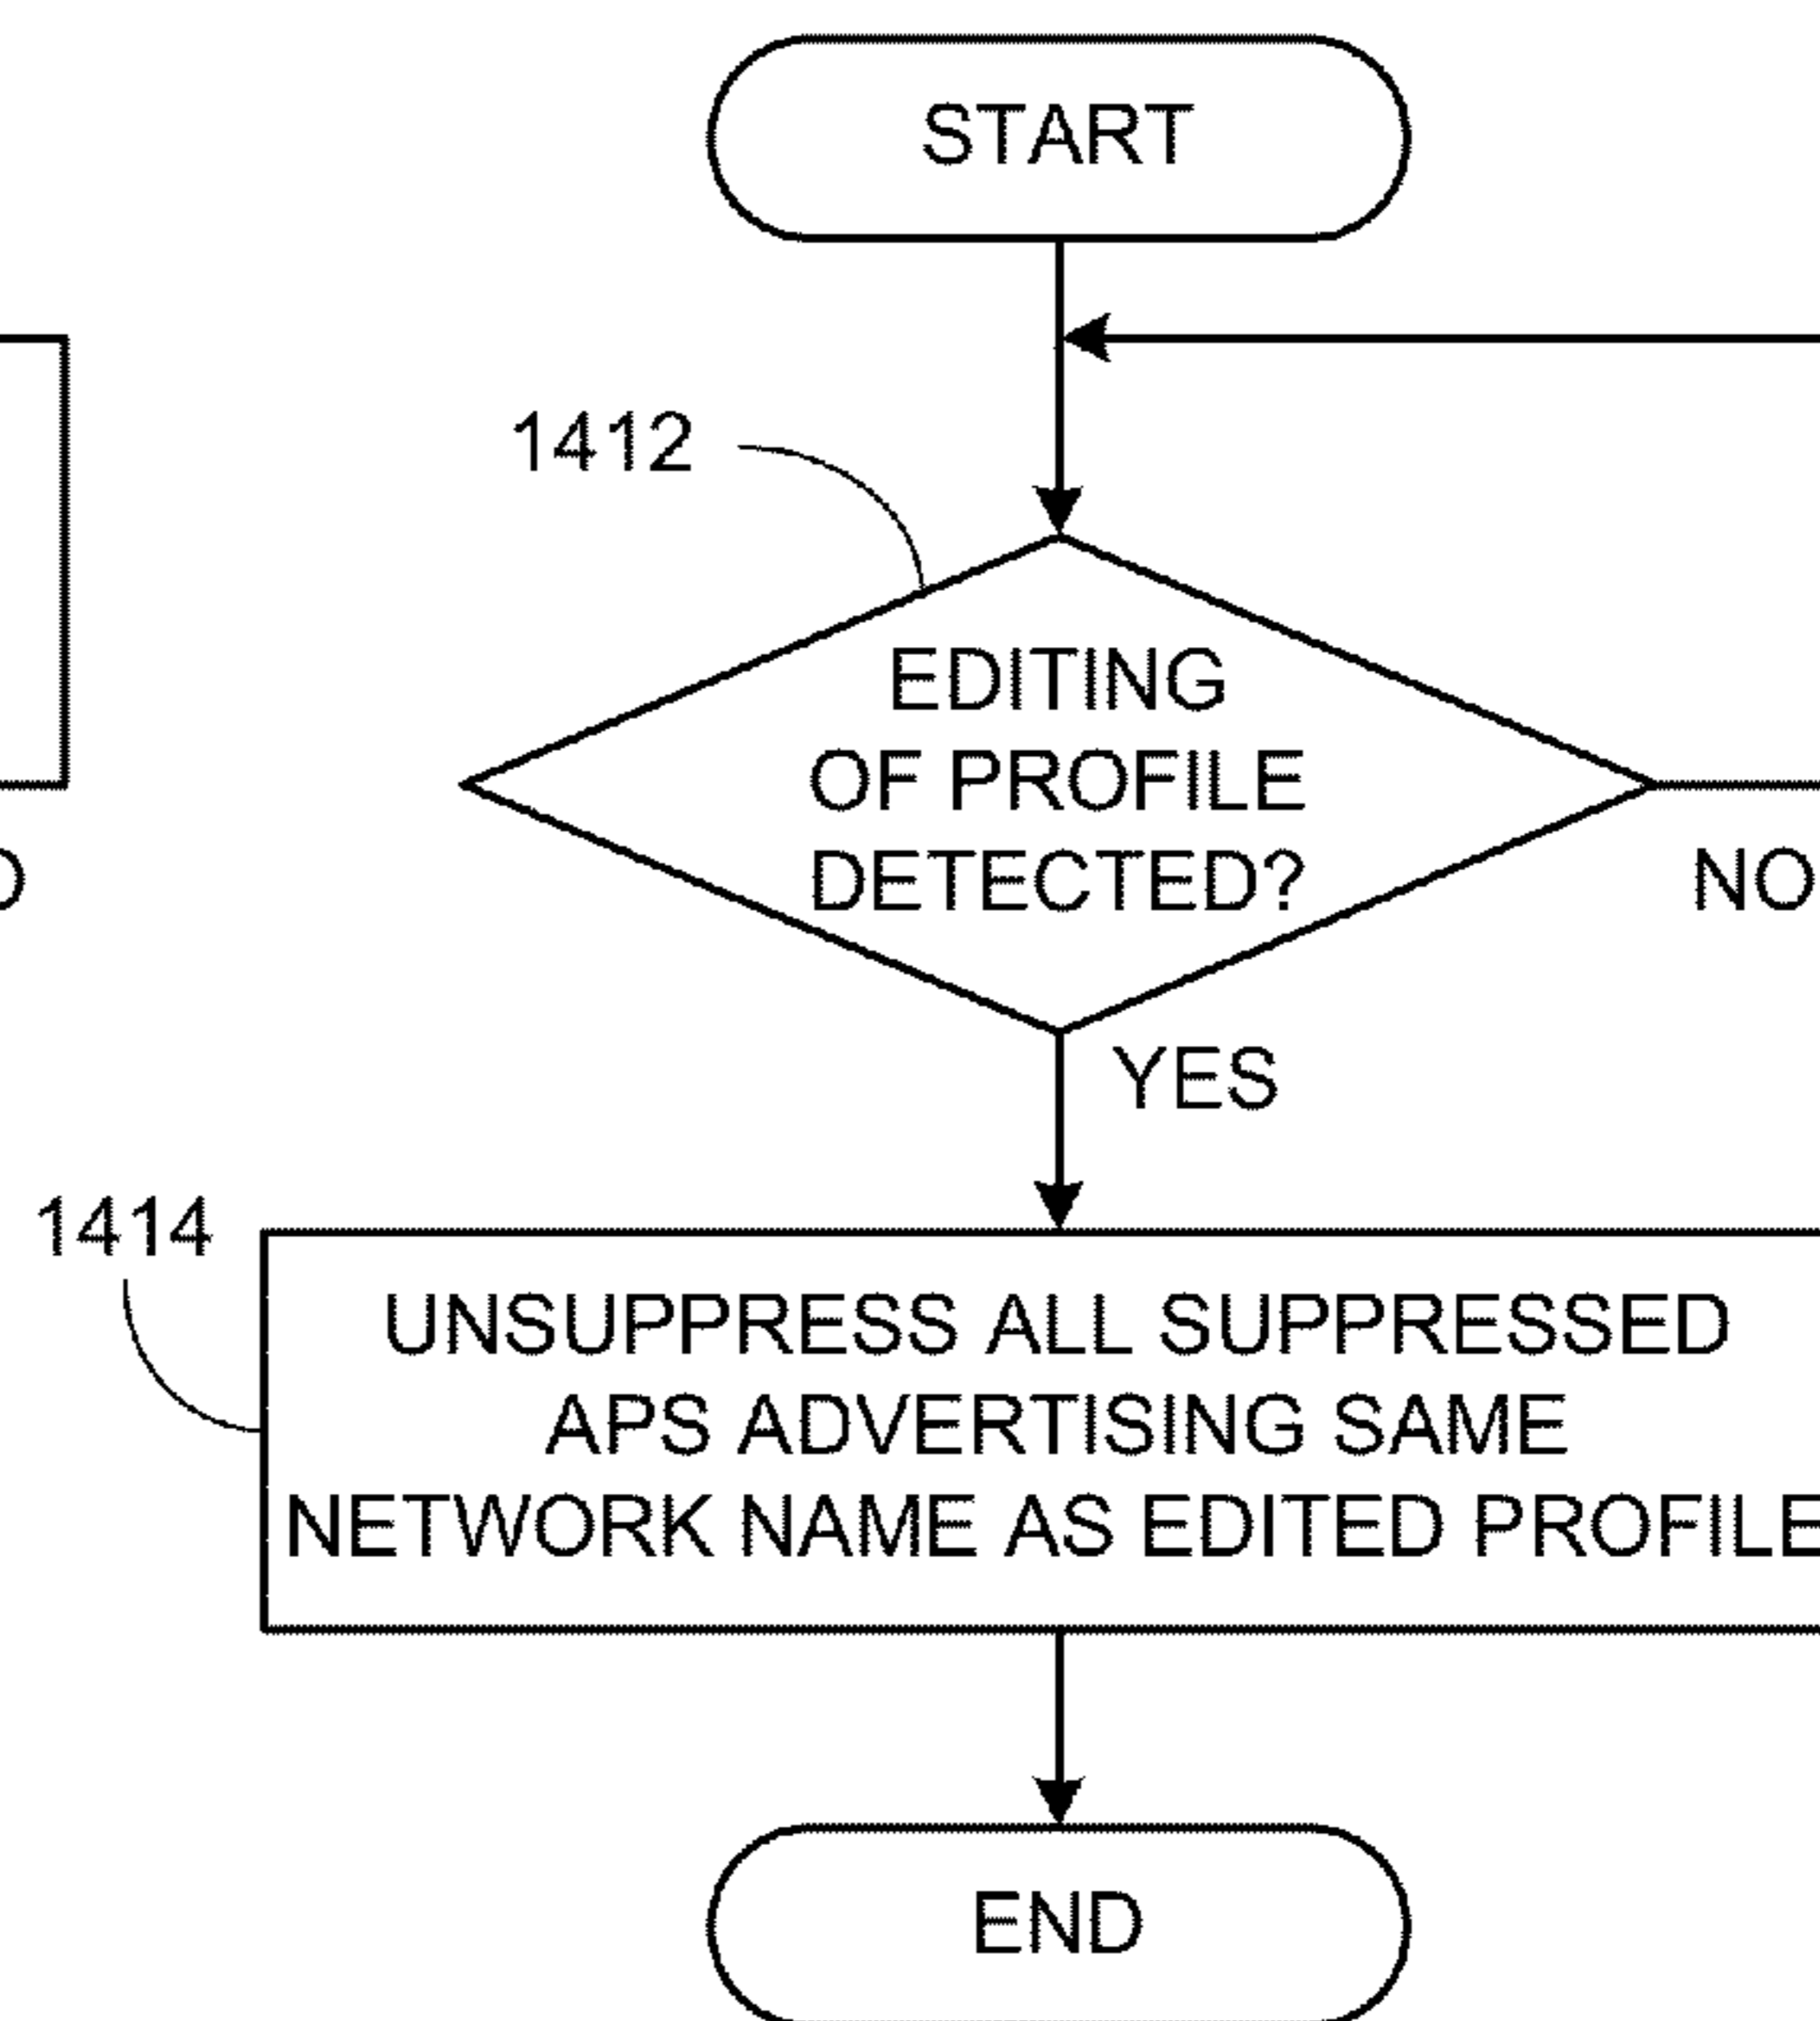 START
1412
EDITING
OF PROFILE
DETECTED?
NO
YES
1414
UNSUPPRESS ALL SUPPRESSED
APS ADVERTISING SAME
NETWORK NAME AS EDITED PROFILE
END